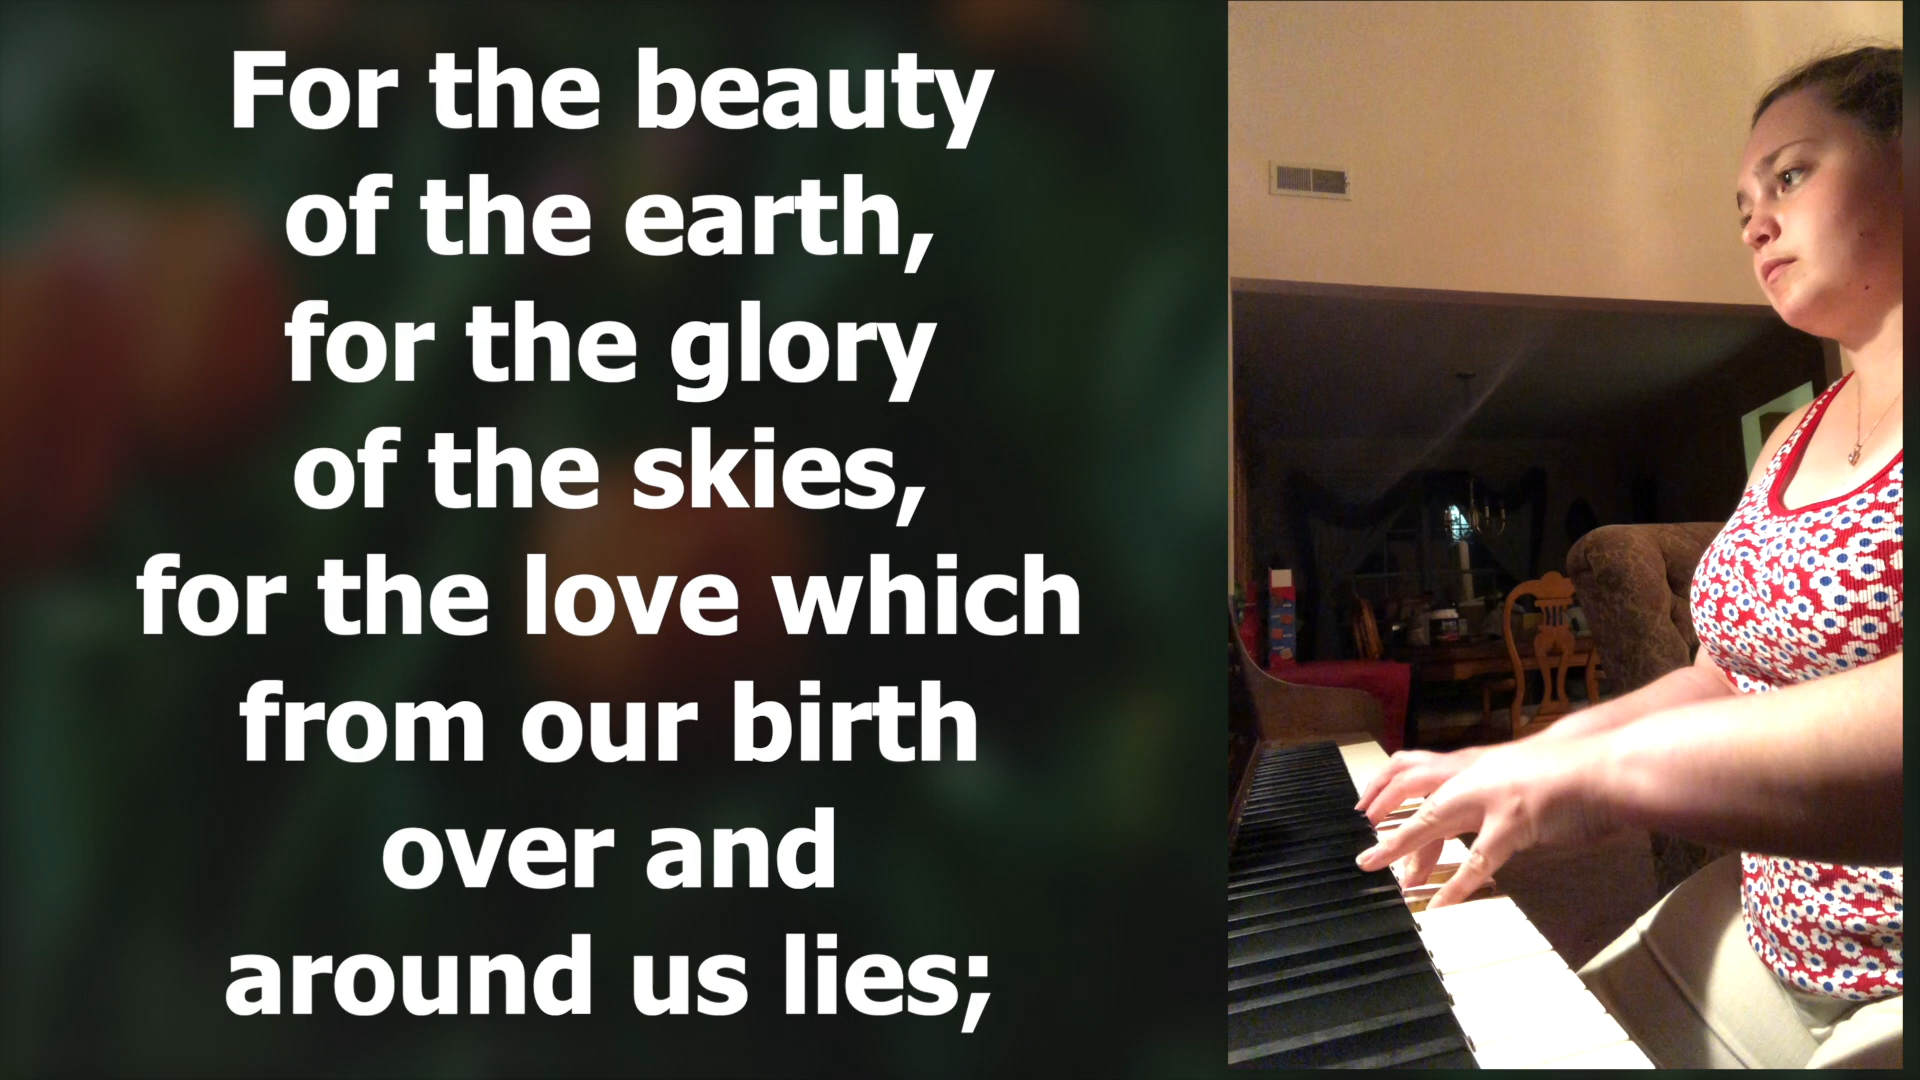 For the beauty
of the earth,
for the glory
of the skies,
for the love which
from our birth
over and
around us lies;